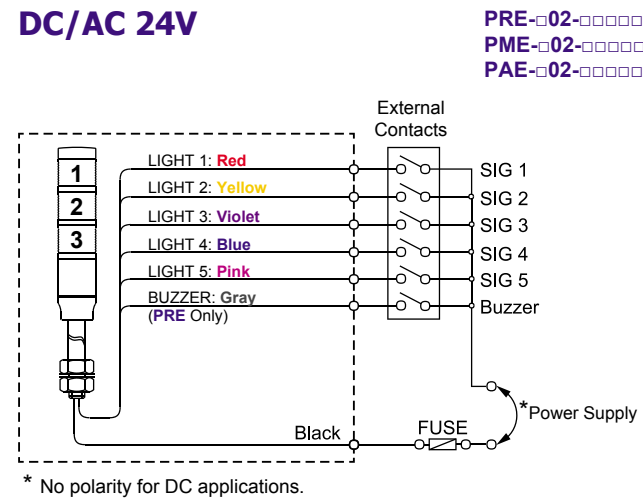 DC/AC 24V
PRE-□02-□□□□□
PME-□02-□□□□□
PAE-□02-□□□□□
External
Contacts
1
2
3
LIGHT 1: Red
LIGHT 2: Yellow
LIGHT 3: Violet
LIGHT 4: Blue
LIGHT 5: Pink
BUZZER: Gray
(PRE Only)
SIG 1
SIG 2
SIG 3
SIG 4
SIG 5
Buzzer
*Power Supply
Black
FUSE
* No polarity for DC applications.